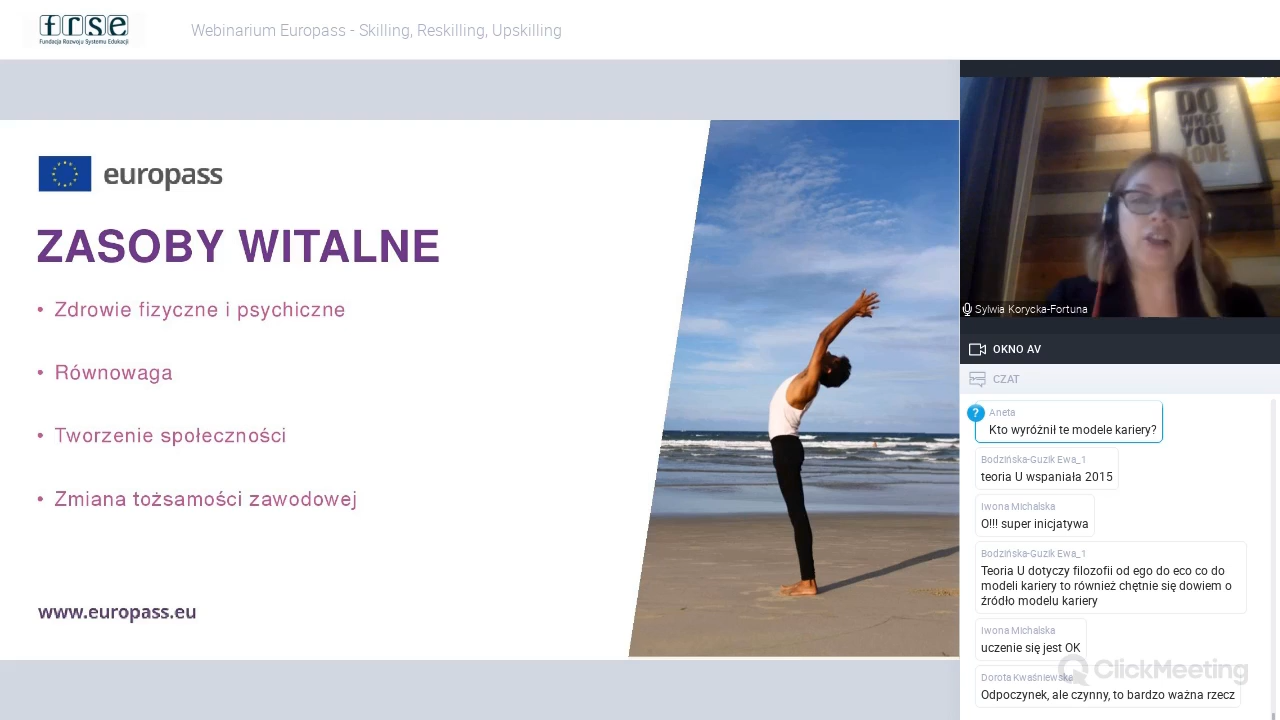 frse
Fundacja Rozwoju Systemu Edukacji
Webinarium Europass - Skilling, Reskilling, Upskilling
europass
ZASOBY WITALNE
• Zdrowie fizyczne i psychiczne
• Równowaga
• Tworzenie społeczności
• Zmiana tożsamości zawodowej
www.europass.eu
DO
WHAT
YOU
LOVE
Sylwia Korycka-Fortuna
OKNO AV
CZAT
?
Aneta
Kto wyróżnił te modele kariery?
Bodzińska-Guzik Ewa_1
teoria U wspaniała 2015
Iwona Michalska
O!!! super inicjatywa
Bodzińska-Guzik Ewa_1
Teoria U dotyczy filozofii od ego do eco co do
modeli kariery to również chętnie się dowiem o
źródło modelu kariery
Iwona Michalska
uczenie się jest OK
ClickMeeting
Dorota Kwaśniewska
Odpoczynek, ale czynny, to bardzo ważna rzecz